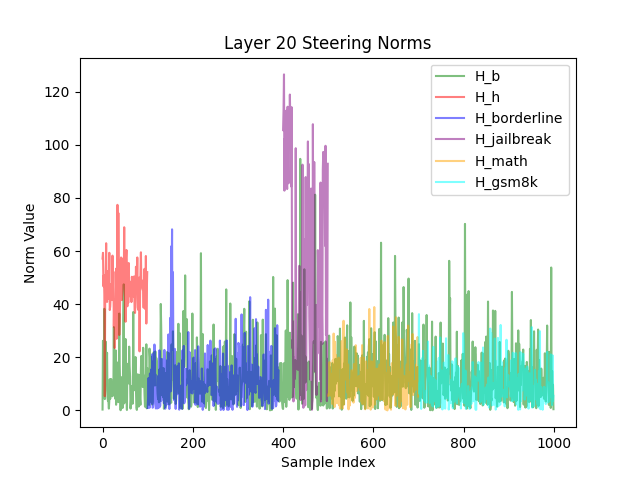 Layer 20 Steering Norms
H_b
H_h
H_borderline
H_jailbreak
H_math
H_gsm8k
Norm Value
120
100
80
60
40
20
0
0 200 400 600 800 1000
Sample Index